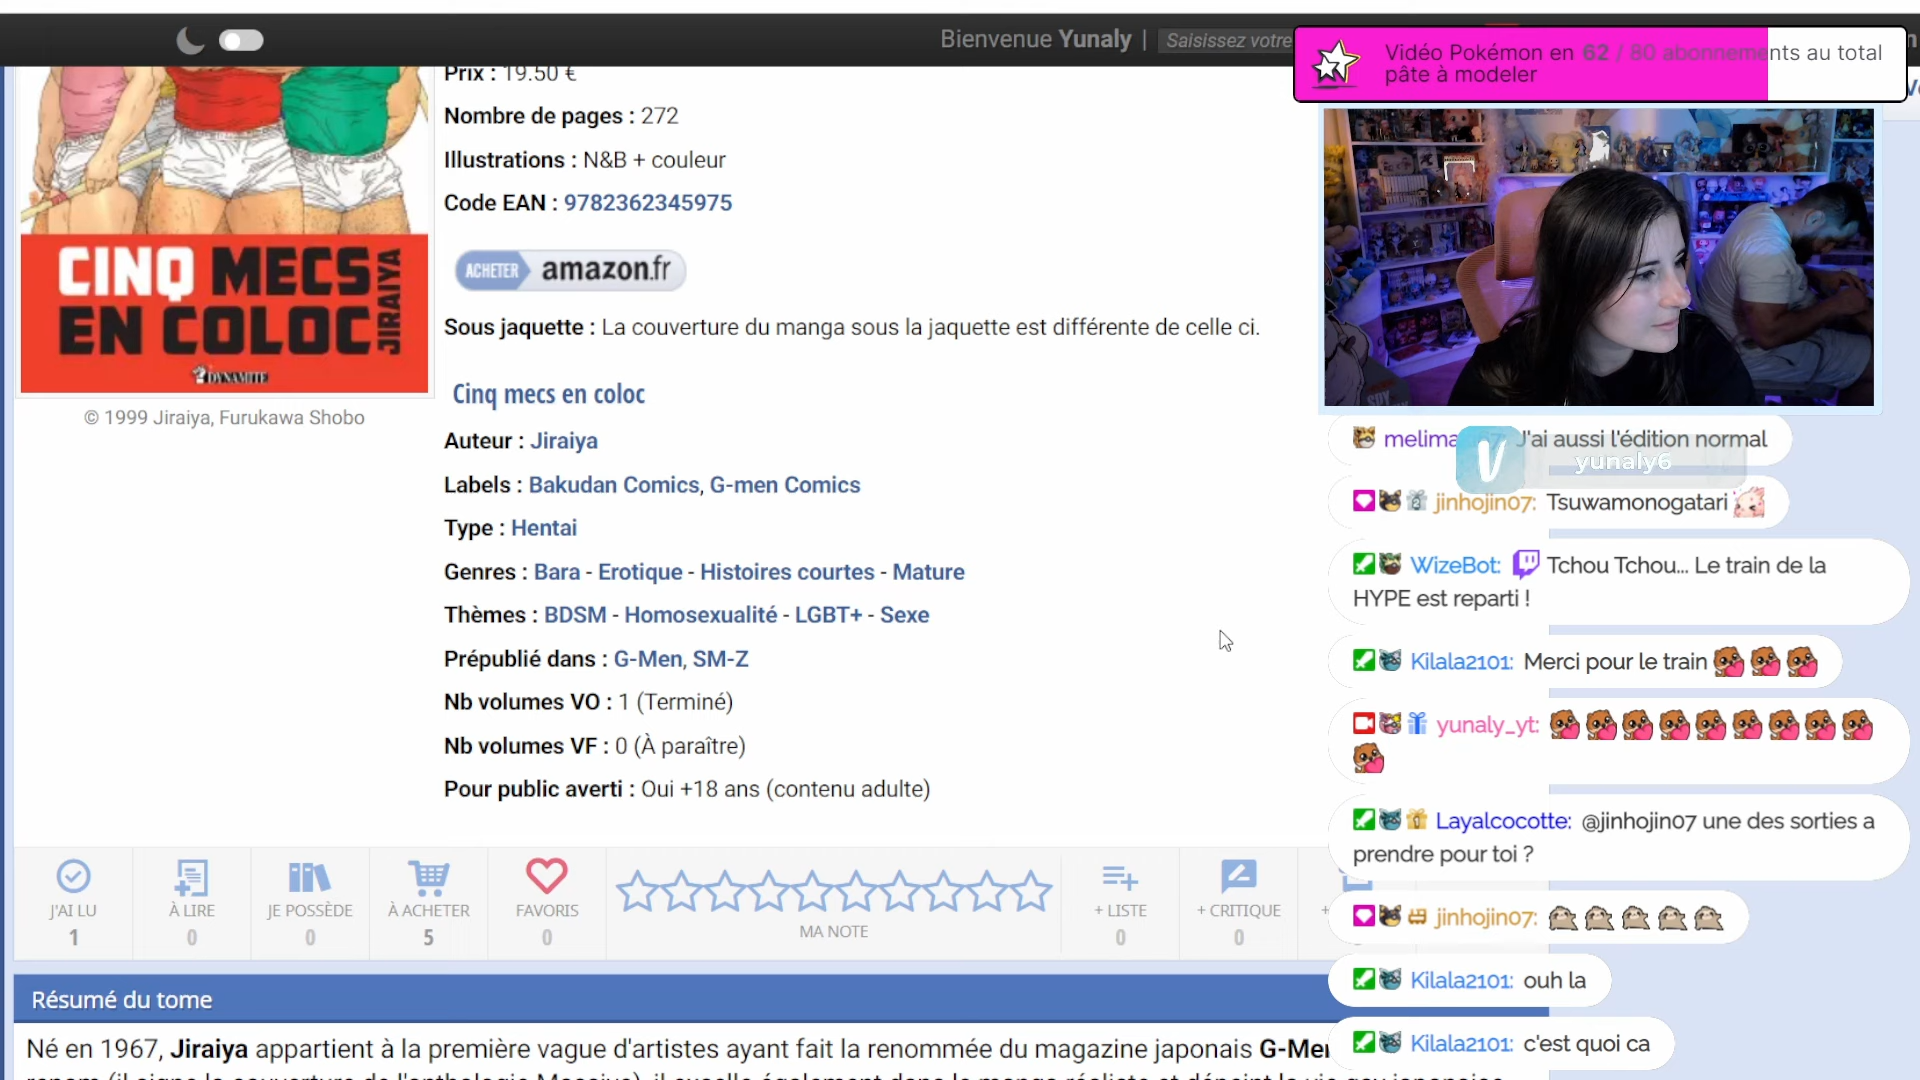 Bienvenue Yunaly | Saisissez votre
Vidéo Pokémon en 62 / 80 abonnements au total
pâte à modeler
Prix : 19.50 €
Nombre de pages : 272
Illustrations : N&B + couleur
Code EAN : 9782362345975
ACHETER amazon.fr
Sous jaquette : La couverture du manga sous la jaquette est différente de celle ci.
CINQ MECS
EN COLOC
JIRAIYA
DYNAMITE
© 1999 Jiraiya, Furukawa Shobo
Cinq mecs en coloc
Auteur : Jiraiya
Labels : Bakudan Comics, G-men Comics
Type : Hentai
Genres : Bara - Erotique - Histoires courtes - Mature
Thèmes : BDSM - Homosexualité - LGBT+ - Sexe
Prépublié dans : G-Men, SM-Z
Nb volumes VO : 1 (Terminé)
Nb volumes VF : 0 (À paraître)
Pour public averti : Oui +18 ans (contenu adulte)
J'AI LU
1
À LIRE
0
JE POSSÈDE
0
À ACHETER
5
FAVORIS
0
MA NOTE
+ LISTE
0
+ CRITIQUE
0
Résumé du tome
Né en 1967, Jiraiya appartient à la première vague d'artistes ayant fait la renommée du magazine japonais
J'ai aussi l'édition normal
yunaly6
jinhojin07: Tsuwamonogatari
WizeBot: Tchou Tchou... Le train de la
HYPE est reparti !
Kilala2101: Merci pour le train
yunaly_yt:
Layalcocotte: @jinhojin07 une des sorties a
prendre pour toi ?
jinhojin07:
Kilala2101: ouh la
Kilala2101: c'est quoi ca